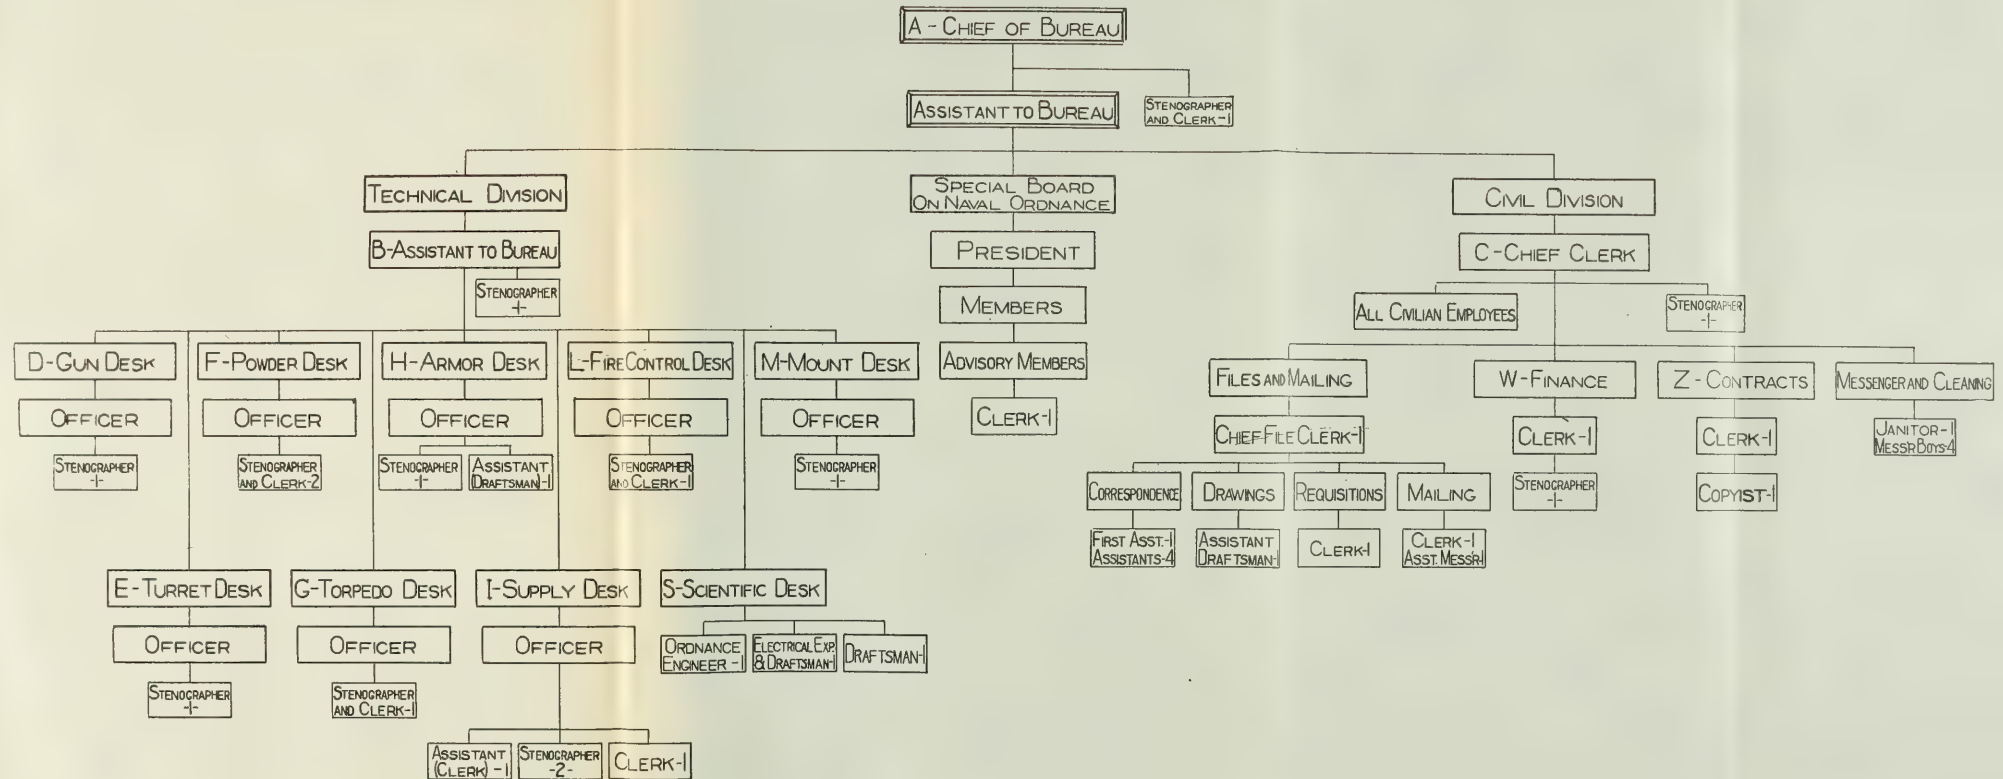 A - CHIEF OF BUREAU
ASSISTANT TO BUREAU
STENOGRAPHER
AND CLERK-1
TECHNICAL DIVISION
SPECIAL BOARD
ON NAVAL ORDNANCE
CIVIL DIVISION
B-ASSISTANT TO BUREAU
PRESIDENT
C-CHIEF CLERK
STENOGRAPHER
-1-
MEMBERS
ALL CIVILIAN EMPLOYEES
STENOGRAPHER
-1-
D-GUN DESK
F-POWDER DESK
H-ARMOR DESK
L-FIRE CONTROL DESK
M-MOUNT DESK
ADVISORY MEMBERS
FILES AND MAILING
W-FINANCE
Z-CONTRACTS
MESSENGER AND CLEANING
OFFICER
OFFICER
OFFICER
OFFICER
OFFICER
CLERK-1
CHIEF FILE CLERK-1
CLERK-1
CLERK-1
JANITOR-1
MESS'R BOYS-4
STENOGRAPHER
-1-
STENOGRAPHER
AND CLERK-2
STENOGRAPHER
-1-
ASSISTANT
(DRAFTSMAN)-1
STENOGRAPHER
AND CLERK-1
STENOGRAPHER
-1-
CORRESPONDENCE
DRAWINGS
REQUISITIONS
MAILING
STENOGRAPHER
-1-
COPYIST-1
FIRST ASST.-1
ASSISTANTS-4
ASSISTANT
DRAFTSMAN-1
CLERK-1
CLERK-1
ASST. MESS'R-1
E-TURRET DESK
G-TORPEDO DESK
I-SUPPLY DESK
S-SCIENTIFIC DESK
OFFICER
OFFICER
OFFICER
ORDNANCE
ENGINEER-1
ELECTRICAL EXP.
& DRAFTSMAN-1
DRAFTSMAN-1
STENOGRAPHER
-1-
STENOGRAPHER
AND CLERK-1
ASSISTANT
(CLERK)-1
STENOGRAPHER
-2-
CLERK-1